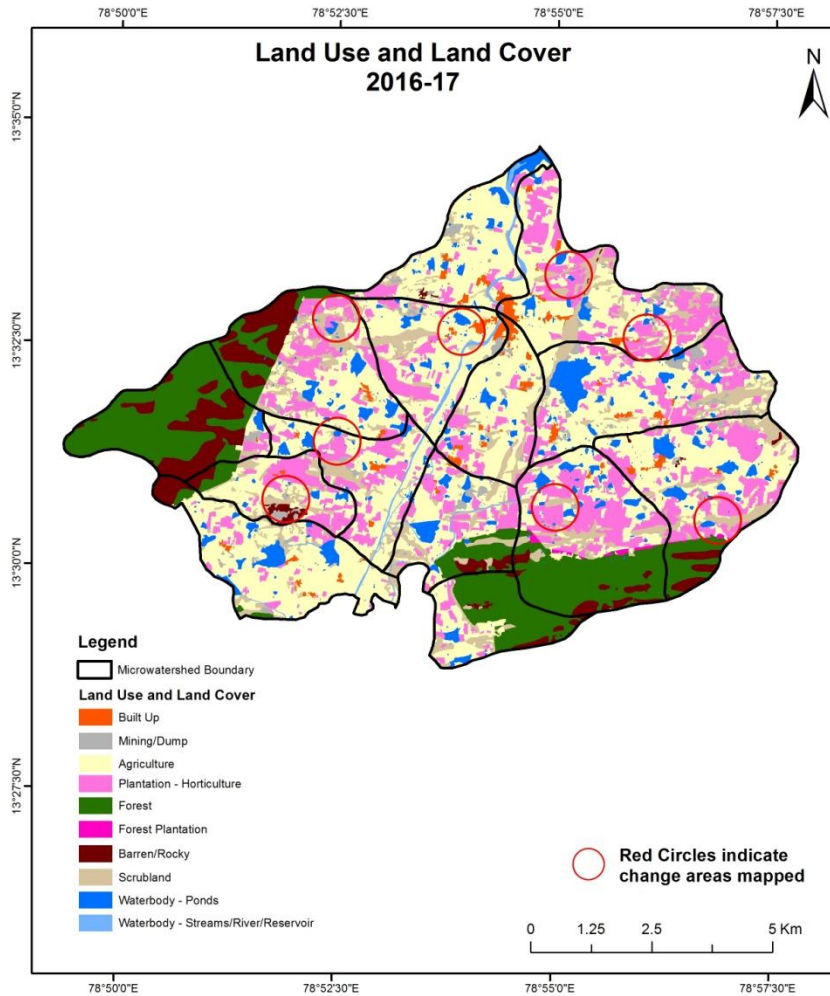 78°50'0"E 78°52'30"E 78°55'0"E 78°57'30"E
Land Use and Land Cover
2016-17
N
13°35'0"N
13°32'30"N
13°30'0"N
13°27'30"N
Legend
Microwatershed Boundary
Land Use and Land Cover
Built Up
Mining/Dump
Agriculture
Plantation - Horticulture
Forest
Forest Plantation
Barren/Rocky
Scrubland
Waterbody - Ponds
Waterbody - Streams/River/Reservoir
Red Circles indicate
change areas mapped
0 1.25 2.5 5 Km
78°50'0"E 78°52'30"E 78°55'0"E 78°57'30"E